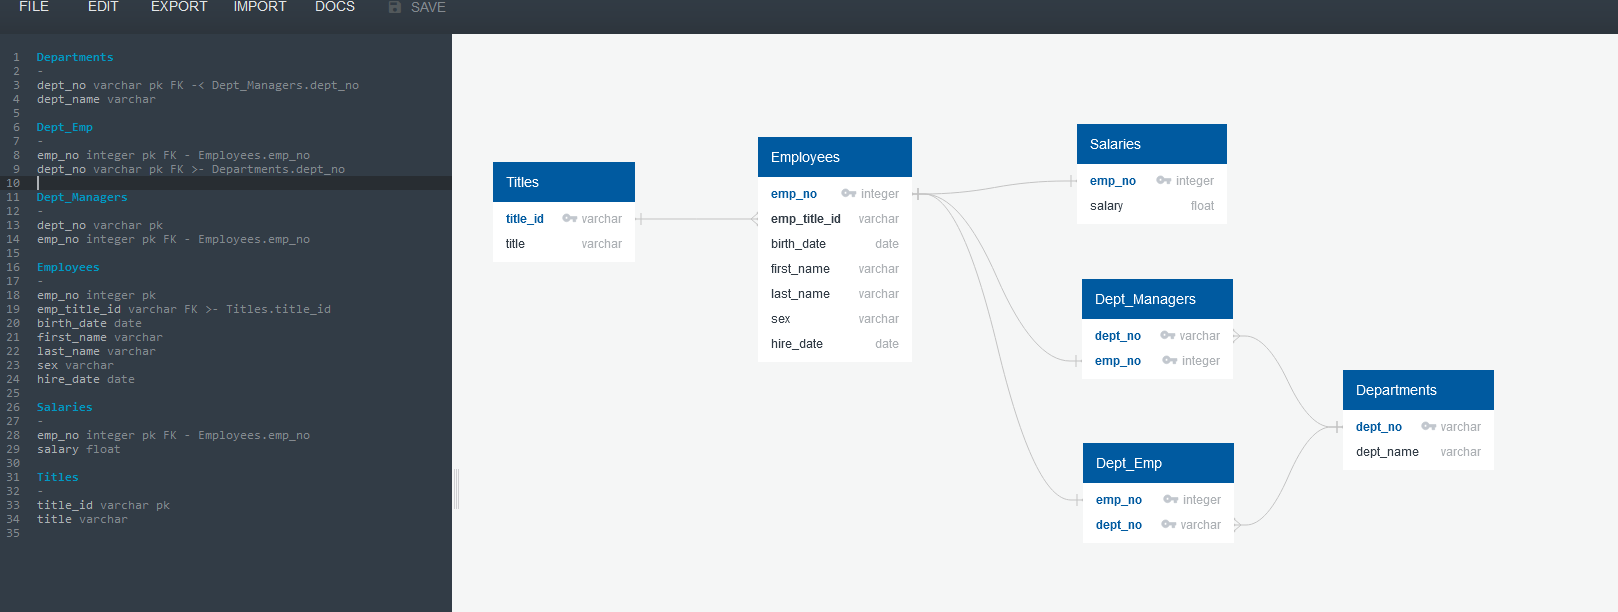 FILE EDIT EXPORT IMPORT DOCS SAVE
1 Departments
2 -
3 dept_no varchar pk FK -< Dept_Managers.dept_no
4 dept_name varchar
5
6 Dept_Emp
7 -
8 emp_no integer pk FK - Employees.emp_no
9 dept_no varchar pk FK >- Departments.dept_no
10
11 Dept_Managers
12 -
13 dept_no varchar pk
14 emp_no integer pk FK - Employees.emp_no
15
16 Employees
17 -
18 emp_no integer pk
19 emp_title_id varchar FK >- Titles.title_id
20 birth_date date
21 first_name varchar
22 last_name varchar
23 sex varchar
24 hire_date date
25
26 Salaries
27 -
28 emp_no integer pk FK - Employees.emp_no
29 salary float
30
31 Titles
32 -
33 title_id varchar pk
34 title varchar
35
Titles
title_id varchar
title varchar
Employees
emp_no integer
emp_title_id varchar
birth_date date
first_name varchar
last_name varchar
sex varchar
hire_date date
Salaries
emp_no integer
salary float
Dept_Managers
dept_no varchar
emp_no integer
Dept_Emp
emp_no integer
dept_no varchar
Departments
dept_no varchar
dept_name varchar